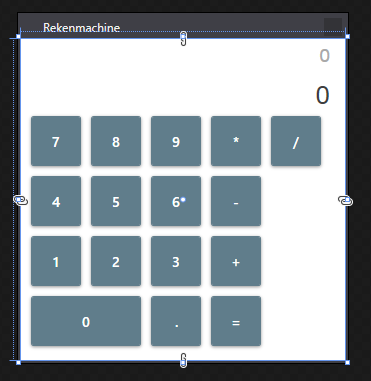 Rekenmachine
0
0
7 8 9 * /
4 5 6* -
1 2 3 +
0 . =